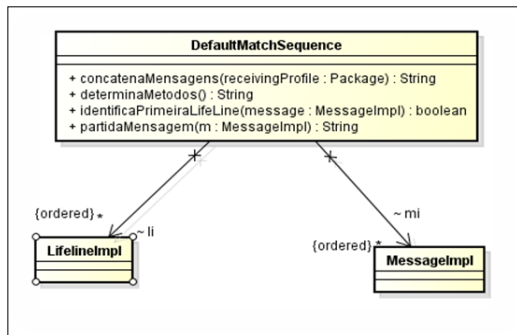 DefaultMatchSequence
+ concatenaMensagens(receivingProfile : Package) : String
+ determinaMetodos() : String
+ identificaPrimeiraLifeLine(message : MessageImpl) : boolean
+ partidaMensagem(m : MessageImpl) : String
{ordered} *
~ li
~ mi
{ordered} *
LifelineImpl
MessageImpl